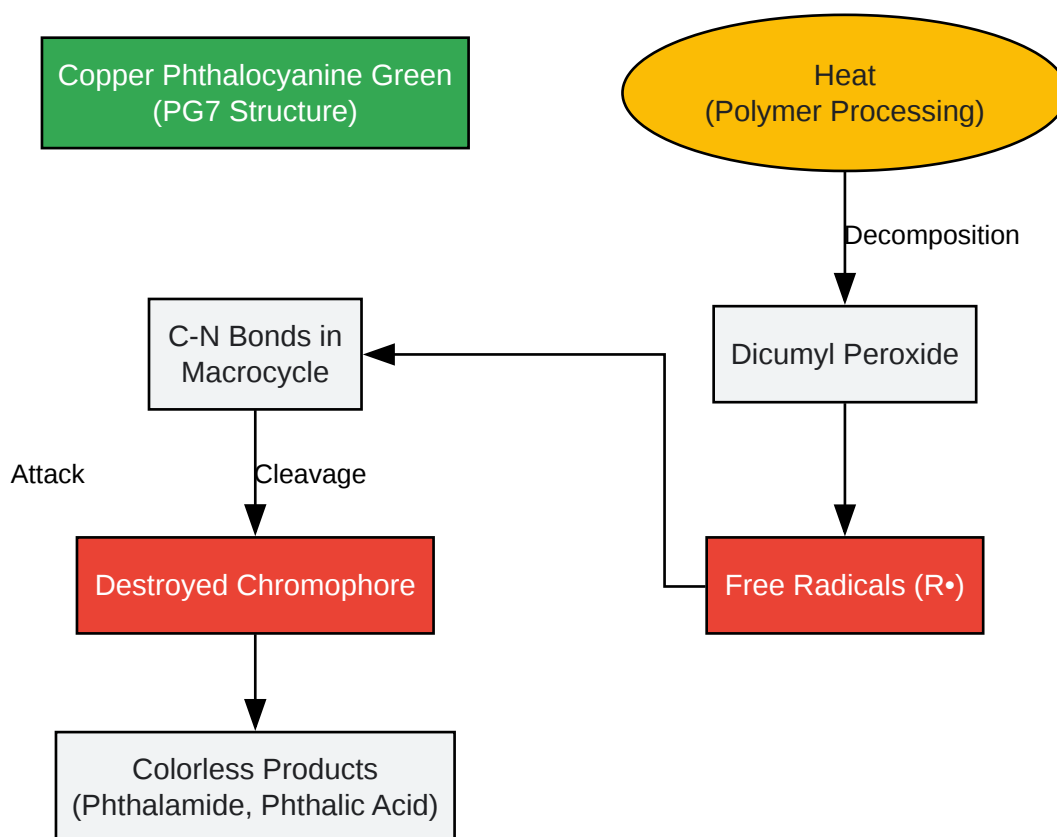 Copper Phthalocyanine Green
(PG7 Structure)
Heat
(Polymer Processing)
Decomposition
C-N Bonds in
Macrocycle
Dicumyl Peroxide
Attack
Cleavage
Destroyed Chromophore
Free Radicals (R•)
Colorless Products
(Phthalamide, Phthalic Acid)